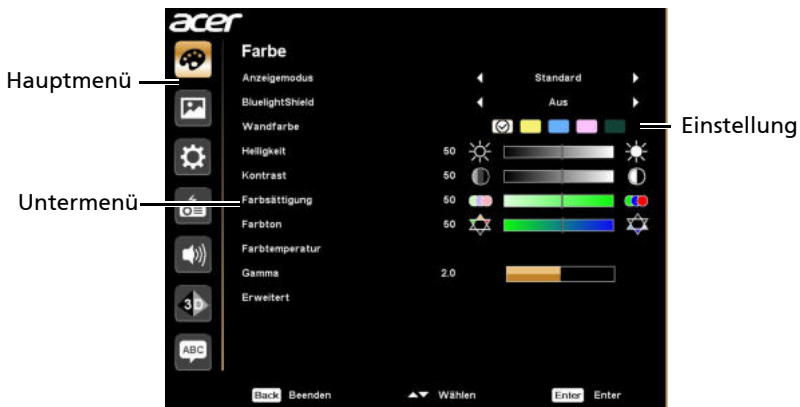 acer
Farbe
Anzeigemodus Standard
BluelightShield Aus
Wandfarbe
Helligkeit 50
Kontrast 50
Farbsättigung 50
Farbton 50
Farbtemperatur
Gamma 2.0
Erweitert
3D
ABC
Back Beenden Wählen Enter Enter
Hauptmenü
Untermenü
Einstellung